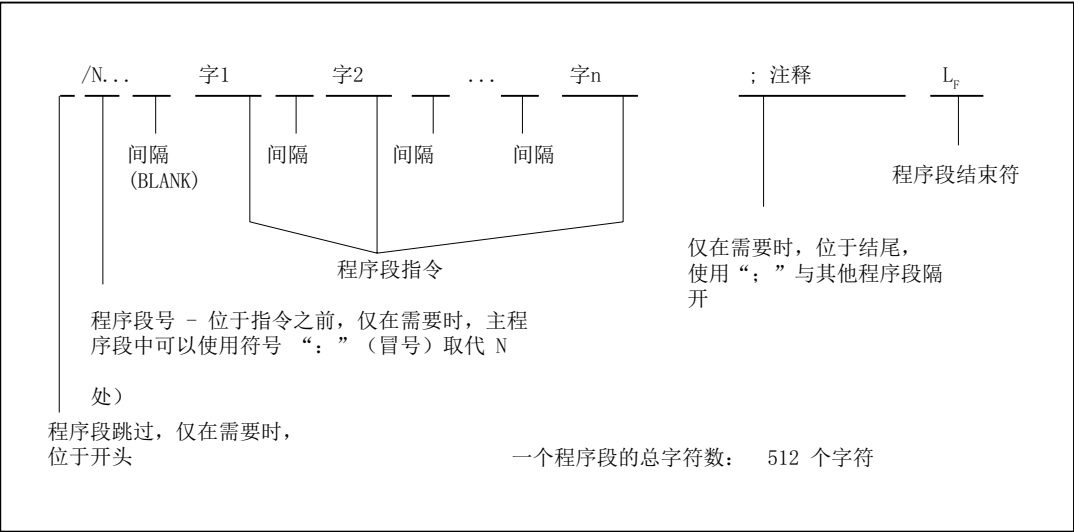 /N... 字1 字2 ... 字n ; 注释 LF
间隔 间隔 间隔 间隔
(BLANK)
程序段结束符
程序段指令
仅在需要时，位于结尾，
使用“；”与其他程序段隔
开
程序段号 - 位于指令之前，仅在需要时，主程
序段中可以使用符号 “：”（冒号）取代 N
处）
程序段跳过，仅在需要时，
位于开头
一个程序段的总字符数： 512 个字符